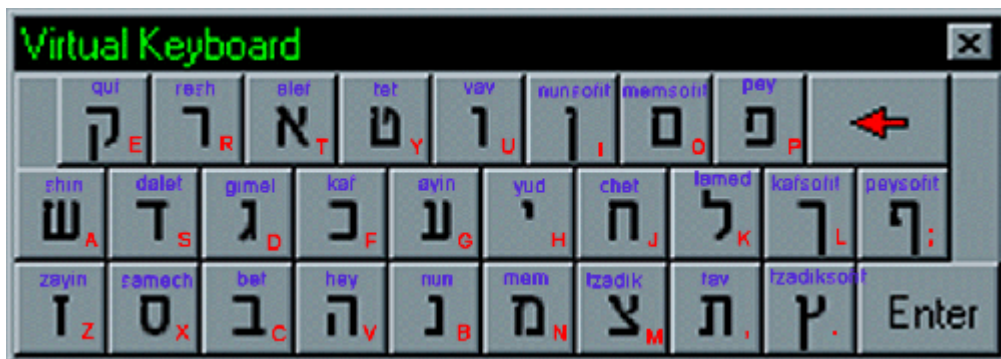 Virtual Keyboard
quf resh alef tet vav nunsofit memsofit pey
ק E ר R א T ט Y ו U ן I ם O פ P
shin dalet gimel kaf ayin yud chet lamed kafsofit peysofit
ש A ד S ג D כ F ע G י H ח J ל K ך L ף ;
zayin samech bet hey nun mem tzadik tav tzadiksofit
ז Z ס X ב C ה V נ B מ N צ M ת , ץ . Enter